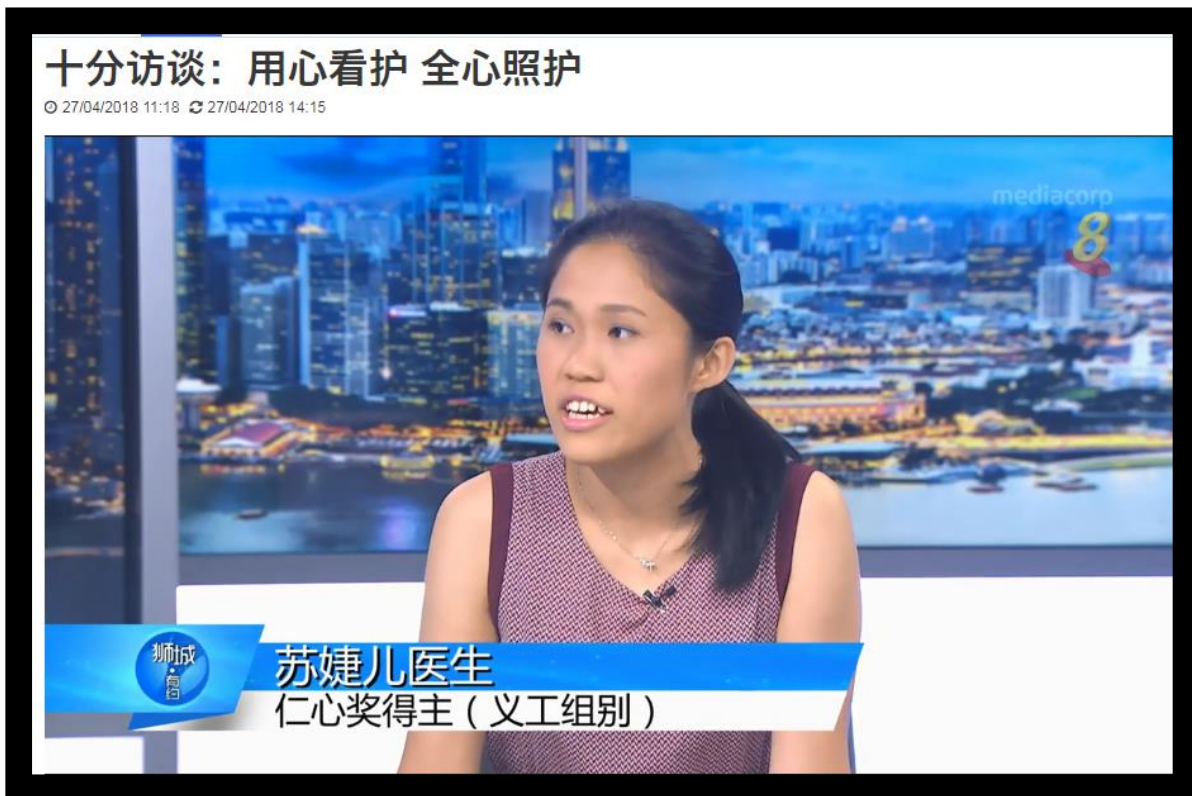 十分访谈：用心看护 全心照护
27/04/2018 11:18 27/04/2018 14:15
mediacorp
8
狮城
有约
苏婕儿医生
仁心奖得主（义工组别）